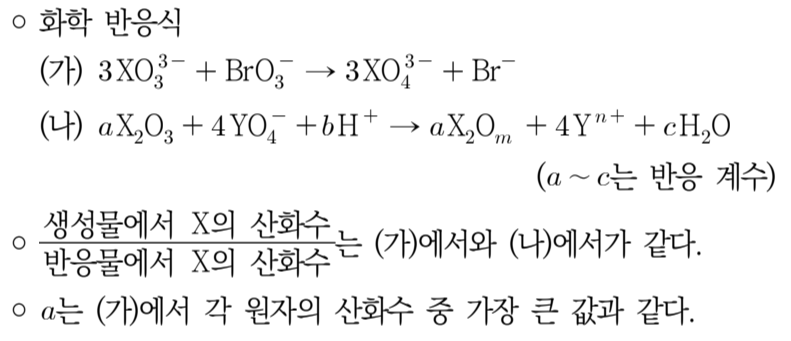 ○ 화학 반응식
(가) 3XO₃³⁻ + BrO₃⁻ → 3XO₄³⁻ + Br⁻
(나) aX₂O₃ + 4YO₄⁻ + bH⁺ → aX₂Oₘ + 4Yⁿ⁺ + cH₂O
(a ~ c는 반응 계수)
○ 생성물에서 X의 산화수 / 반응물에서 X의 산화수 는 (가)에서와 (나)에서가 같다.
○ a는 (가)에서 각 원자의 산화수 중 가장 큰 값과 같다.